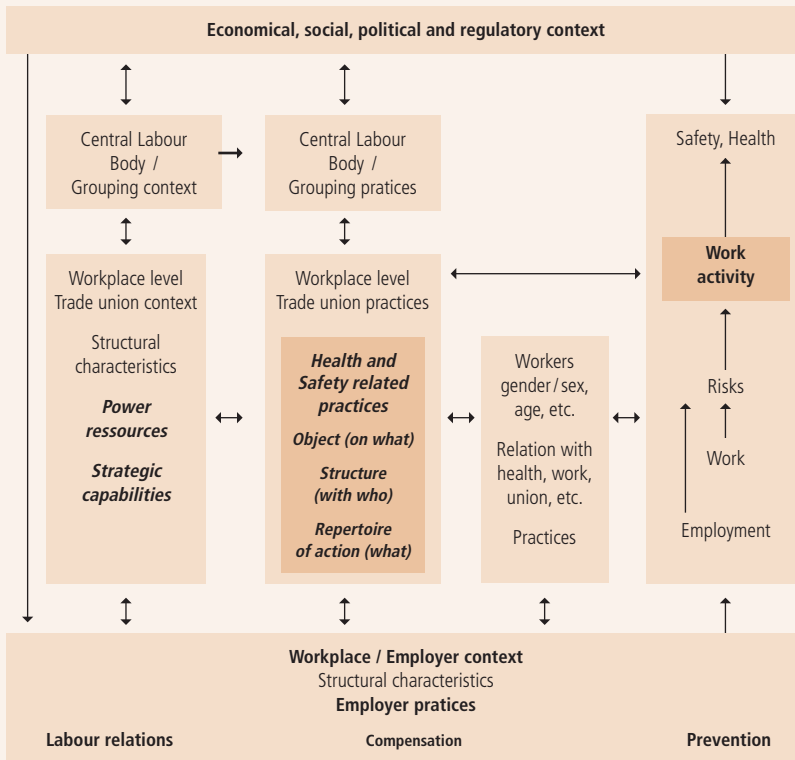 Economical, social, political and regulatory context
Central Labour
Body /
Grouping context
Central Labour
Body /
Grouping pratices
Safety, Health
Work
activity
Risks
Work
Employment
Workplace level
Trade union context
Structural
characteristics
Power
ressources
Strategic
capabilities
Workplace level
Trade union practices
Health and
Safety related
practices
Object (on what)
Structure
(with who)
Repertoire
of action (what)
Workers
gender/sex,
age, etc.
Relation with
health, work,
union, etc.
Practices
Workplace / Employer context
Structural characteristics
Employer pratices
Labour relations
Compensation
Prevention